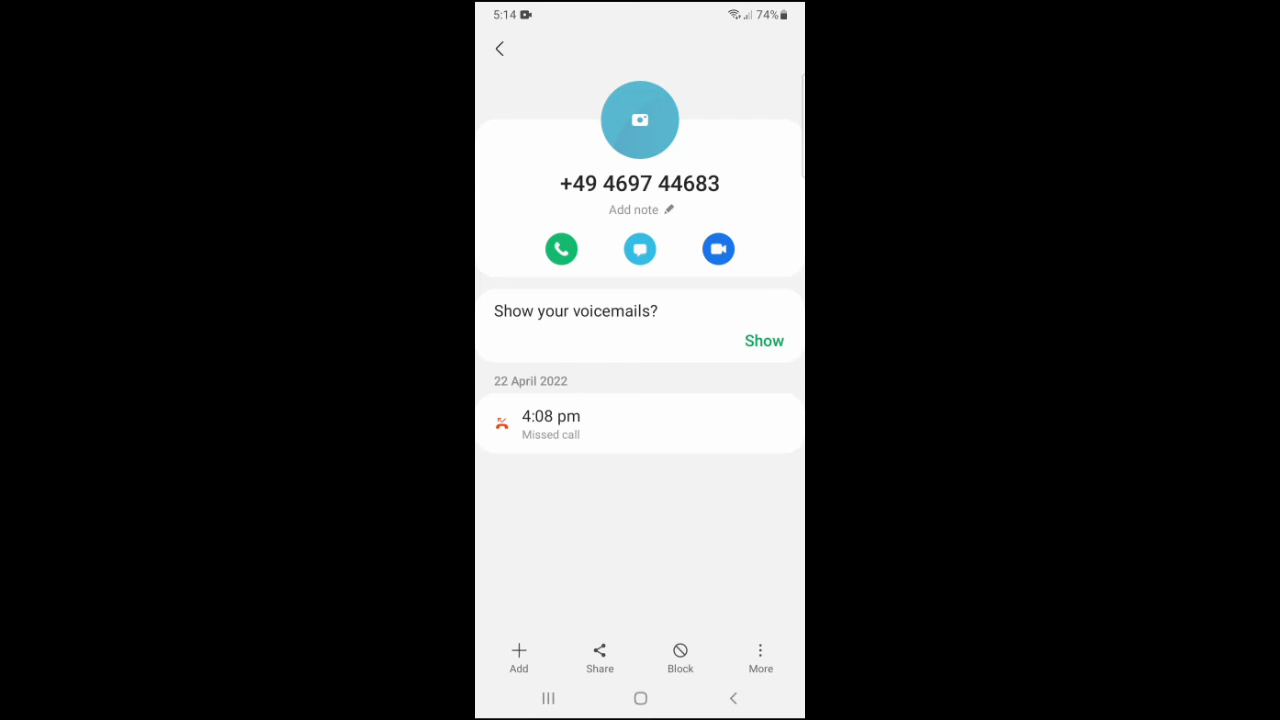 5:14
74%
+49 4697 44683
Add note
Show your voicemails?
Show
22 April 2022
4:08 pm
Missed call
Add
Share
Block
More